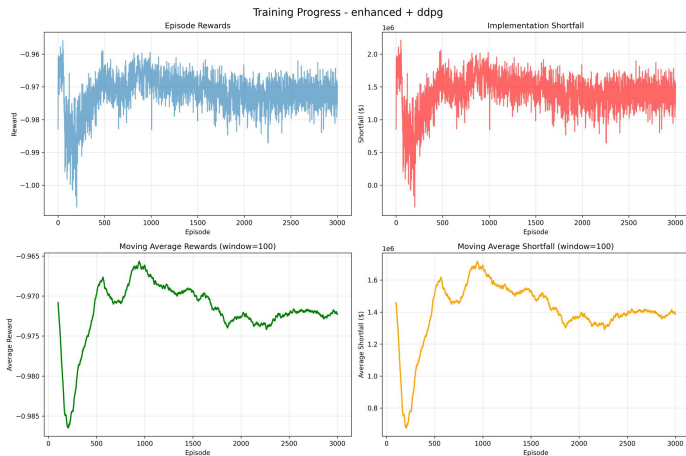 Training Progress - enhanced + ddpg
Episode Rewards
Reward
−0.96
−0.97
−0.98
−0.99
−1.00
0 500 1000 1500 2000 2500 3000
Episode
Implementation Shortfall
1e6
Shortfall ($)
2.0
1.5
1.0
0.5
0.0
0 500 1000 1500 2000 2500 3000
Episode
Moving Average Rewards (window=100)
Average Reward
−0.965
−0.970
−0.975
−0.980
−0.985
0 500 1000 1500 2000 2500 3000
Episode
Moving Average Shortfall (window=100)
1e6
Average Shortfall ($)
1.6
1.4
1.2
1.0
0.8
0 500 1000 1500 2000 2500 3000
Episode